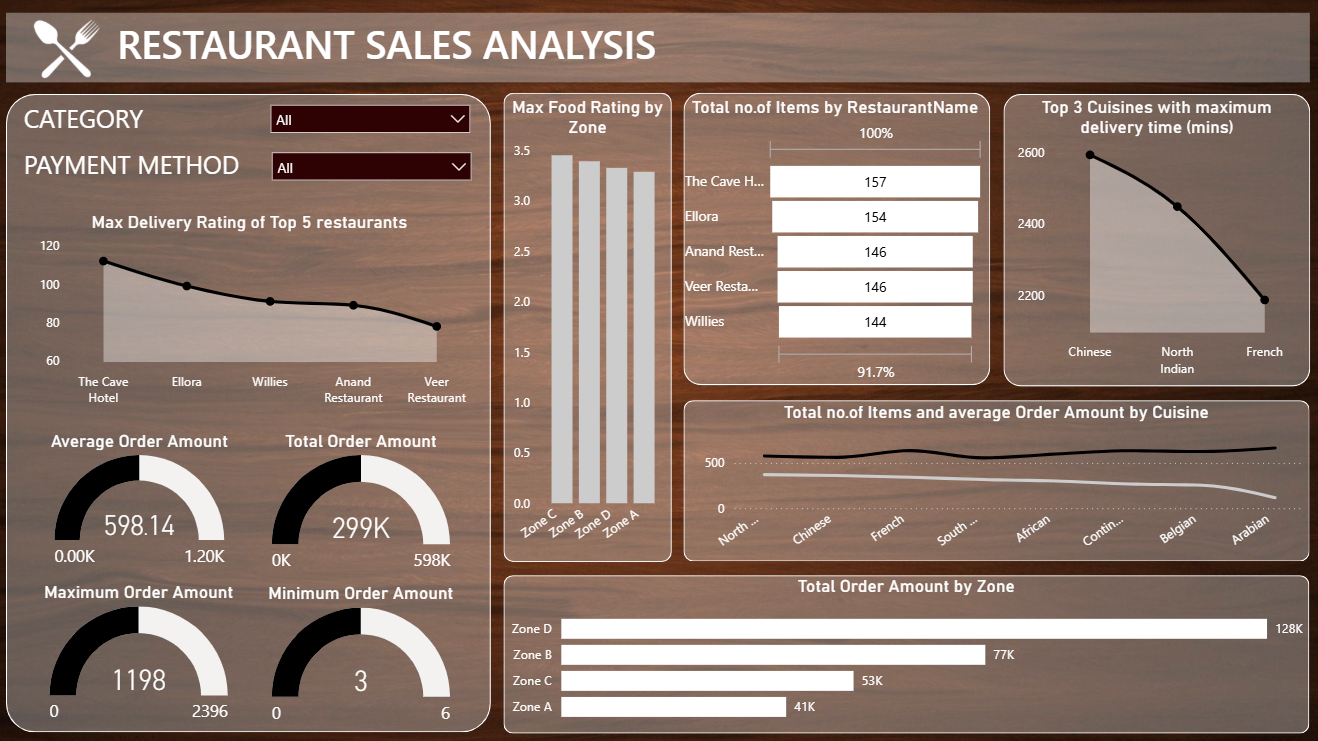 RESTAURANT SALES ANALYSIS
CATEGORY
All
PAYMENT METHOD
All
Max Delivery Rating of Top 5 restaurants
120
100
80
60
The Cave
Hotel
Ellora
Willies
Anand
Restaurant
Veer
Restaurant
Average Order Amount
598.14
0.00K
1.20K
Total Order Amount
299K
0K
598K
Maximum Order Amount
1198
0
2396
Minimum Order Amount
3
0
6
Max Food Rating by
Zone
3.5
3.0
2.5
2.0
1.5
1.0
0.5
0.0
Zone C
Zone B
Zone D
Zone A
Total no.of Items by RestaurantName
100%
The Cave H... 157
Ellora 154
Anand Rest... 146
Veer Resta... 146
Willies 144
91.7%
Top 3 Cuisines with maximum
delivery time (mins)
2600
2400
2200
Chinese
North
Indian
French
Total no.of Items and average Order Amount by Cuisine
500
0
North ...
Chinese
French
South ...
African
Contin...
Belgian
Arabian
Total Order Amount by Zone
Zone D 128K
Zone B 77K
Zone C 53K
Zone A 41K